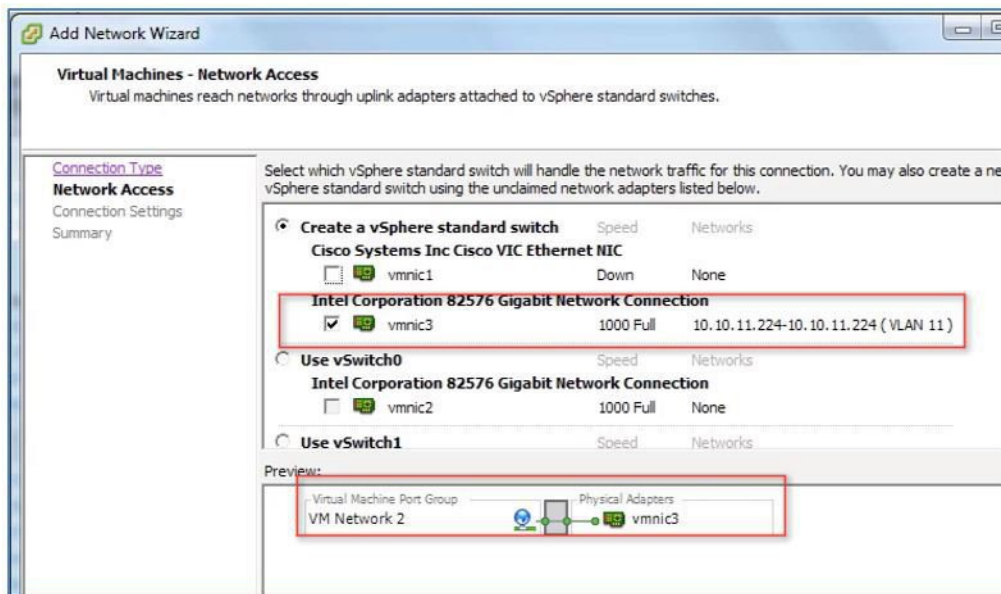 Add Network Wizard
Virtual Machines - Network Access
Virtual machines reach networks through uplink adapters attached to vSphere standard switches.
Connection Type
Network Access
Connection Settings
Summary
Select which vSphere standard switch will handle the network traffic for this connection. You may also create a ne
vSphere standard switch using the unclaimed network adapters listed below.
Create a vSphere standard switch Speed Networks
Cisco Systems Inc Cisco VIC Ethernet NIC
vmnic1 Down None
Intel Corporation 82576 Gigabit Network Connection
vmnic3 1000 Full 10.10.11.224-10.10.11.224 ( VLAN 11 )
Use vSwitch0 Speed Networks
Intel Corporation 82576 Gigabit Network Connection
vmnic2 1000 Full None
Use vSwitch1 Speed Networks
Preview:
Virtual Machine Port Group Physical Adapters
VM Network 2 vmnic3